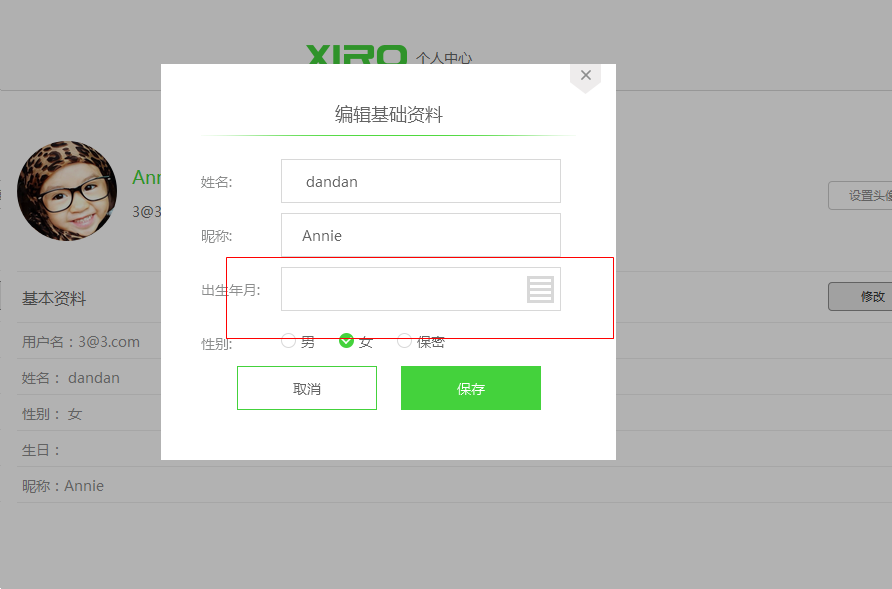 XIRO 个人中心
编辑基础资料
姓名: dandan
昵称: Annie
出生年月:
性别: 男 女 保密
取消 保存
Ann
3@3
设置头像
基本资料 修改
用户名：3@3.com
姓名： dandan
性别： 女
生日：
昵称：Annie